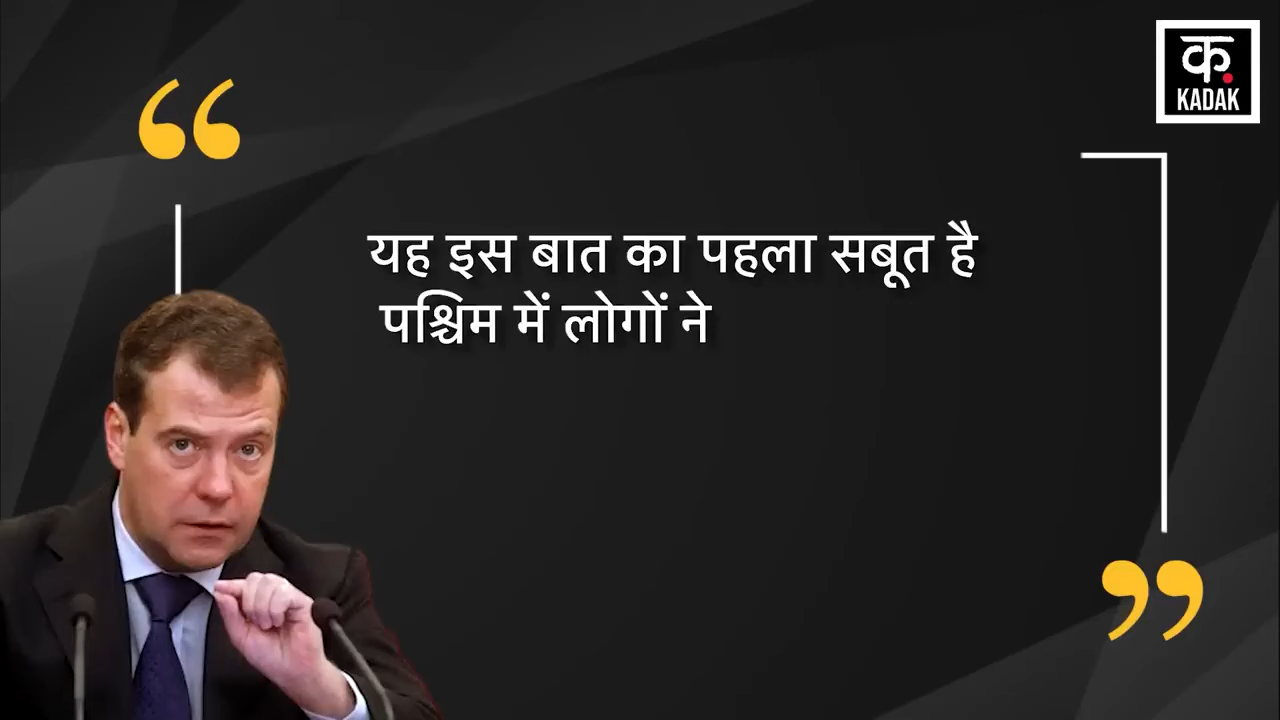 क.
KADAK
यह इस बात का पहला सबूत है
पश्चिम में लोगों ने